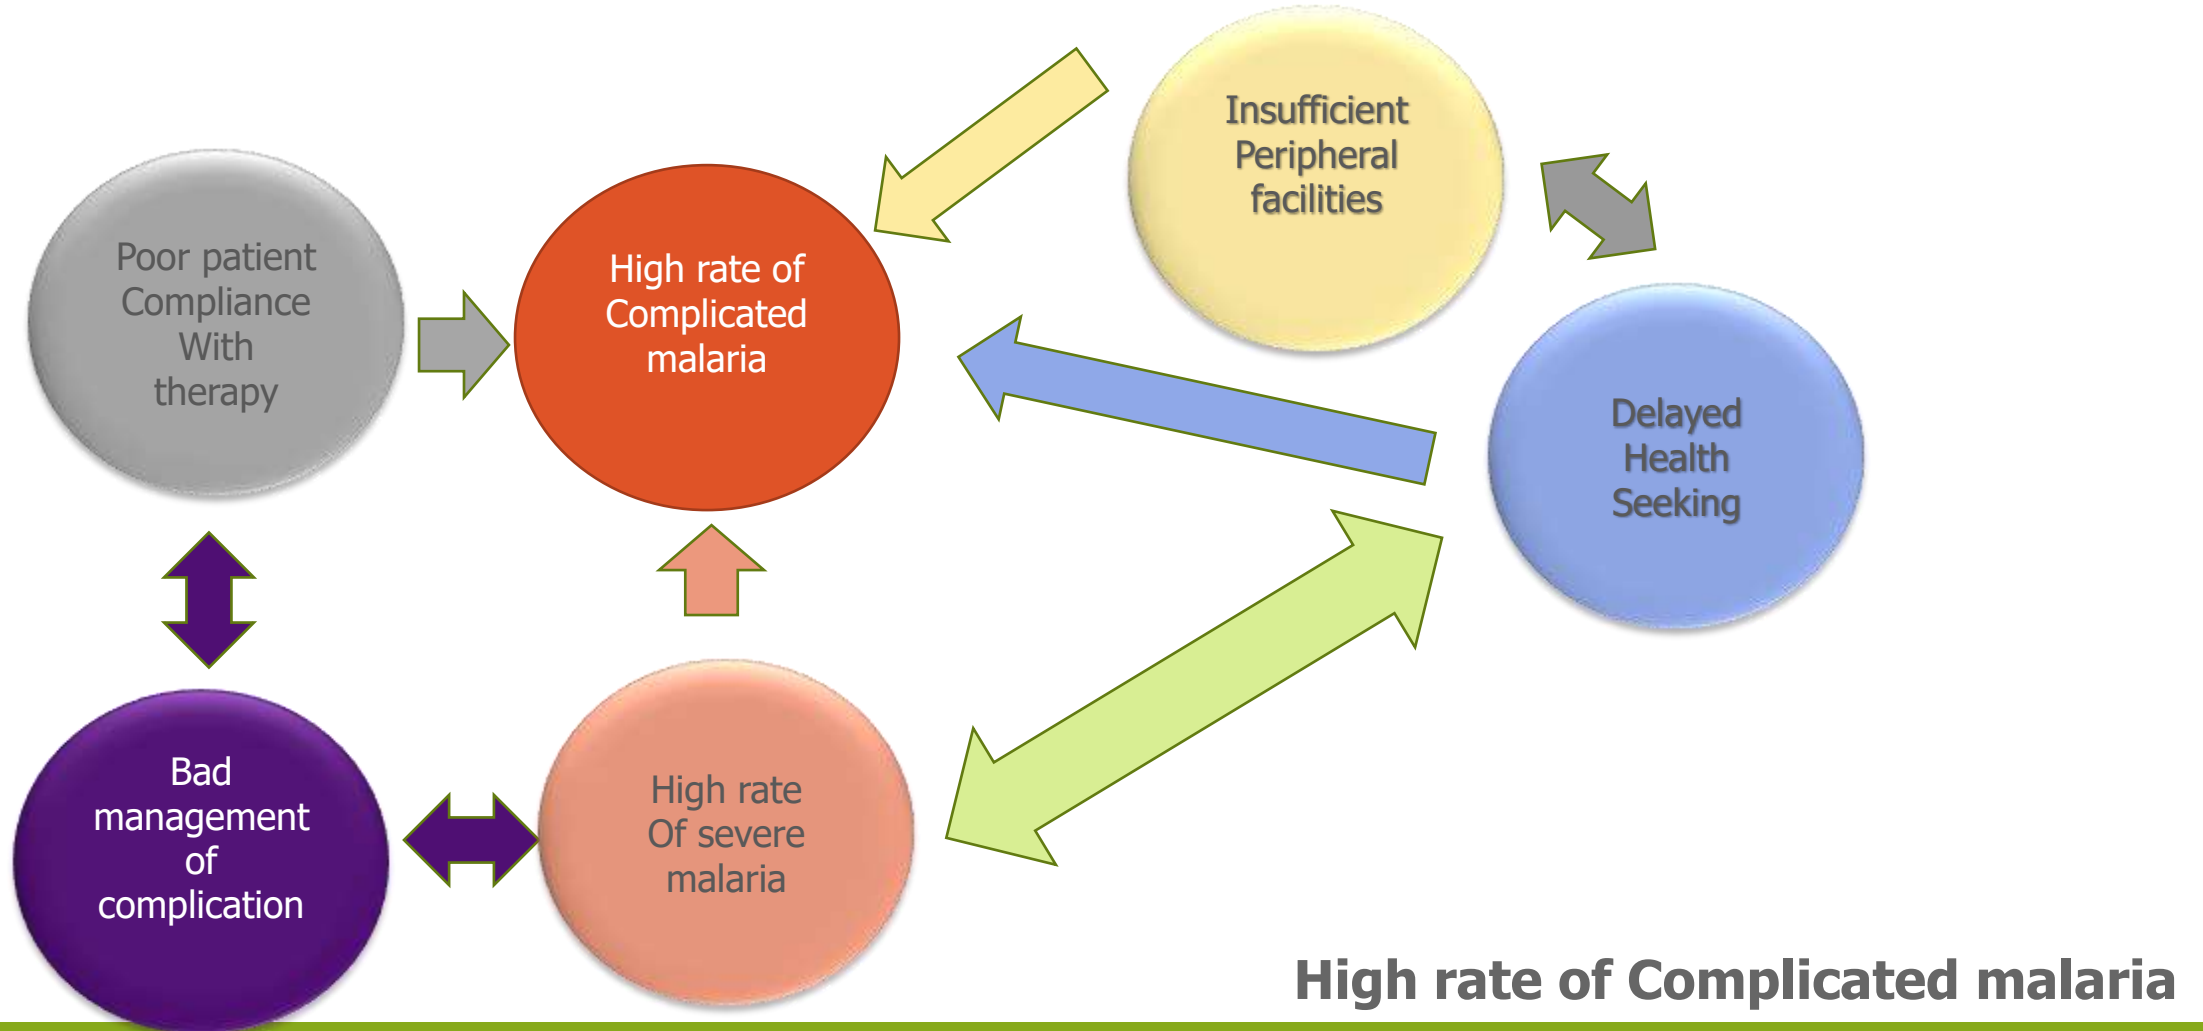 Insufficient
Peripheral
facilities
Poor patient
Compliance
With
therapy
High rate of
Complicated
malaria
Delayed
Health
Seeking
Bad
management
of
complication
High rate
Of severe
malaria
High rate of Complicated malaria